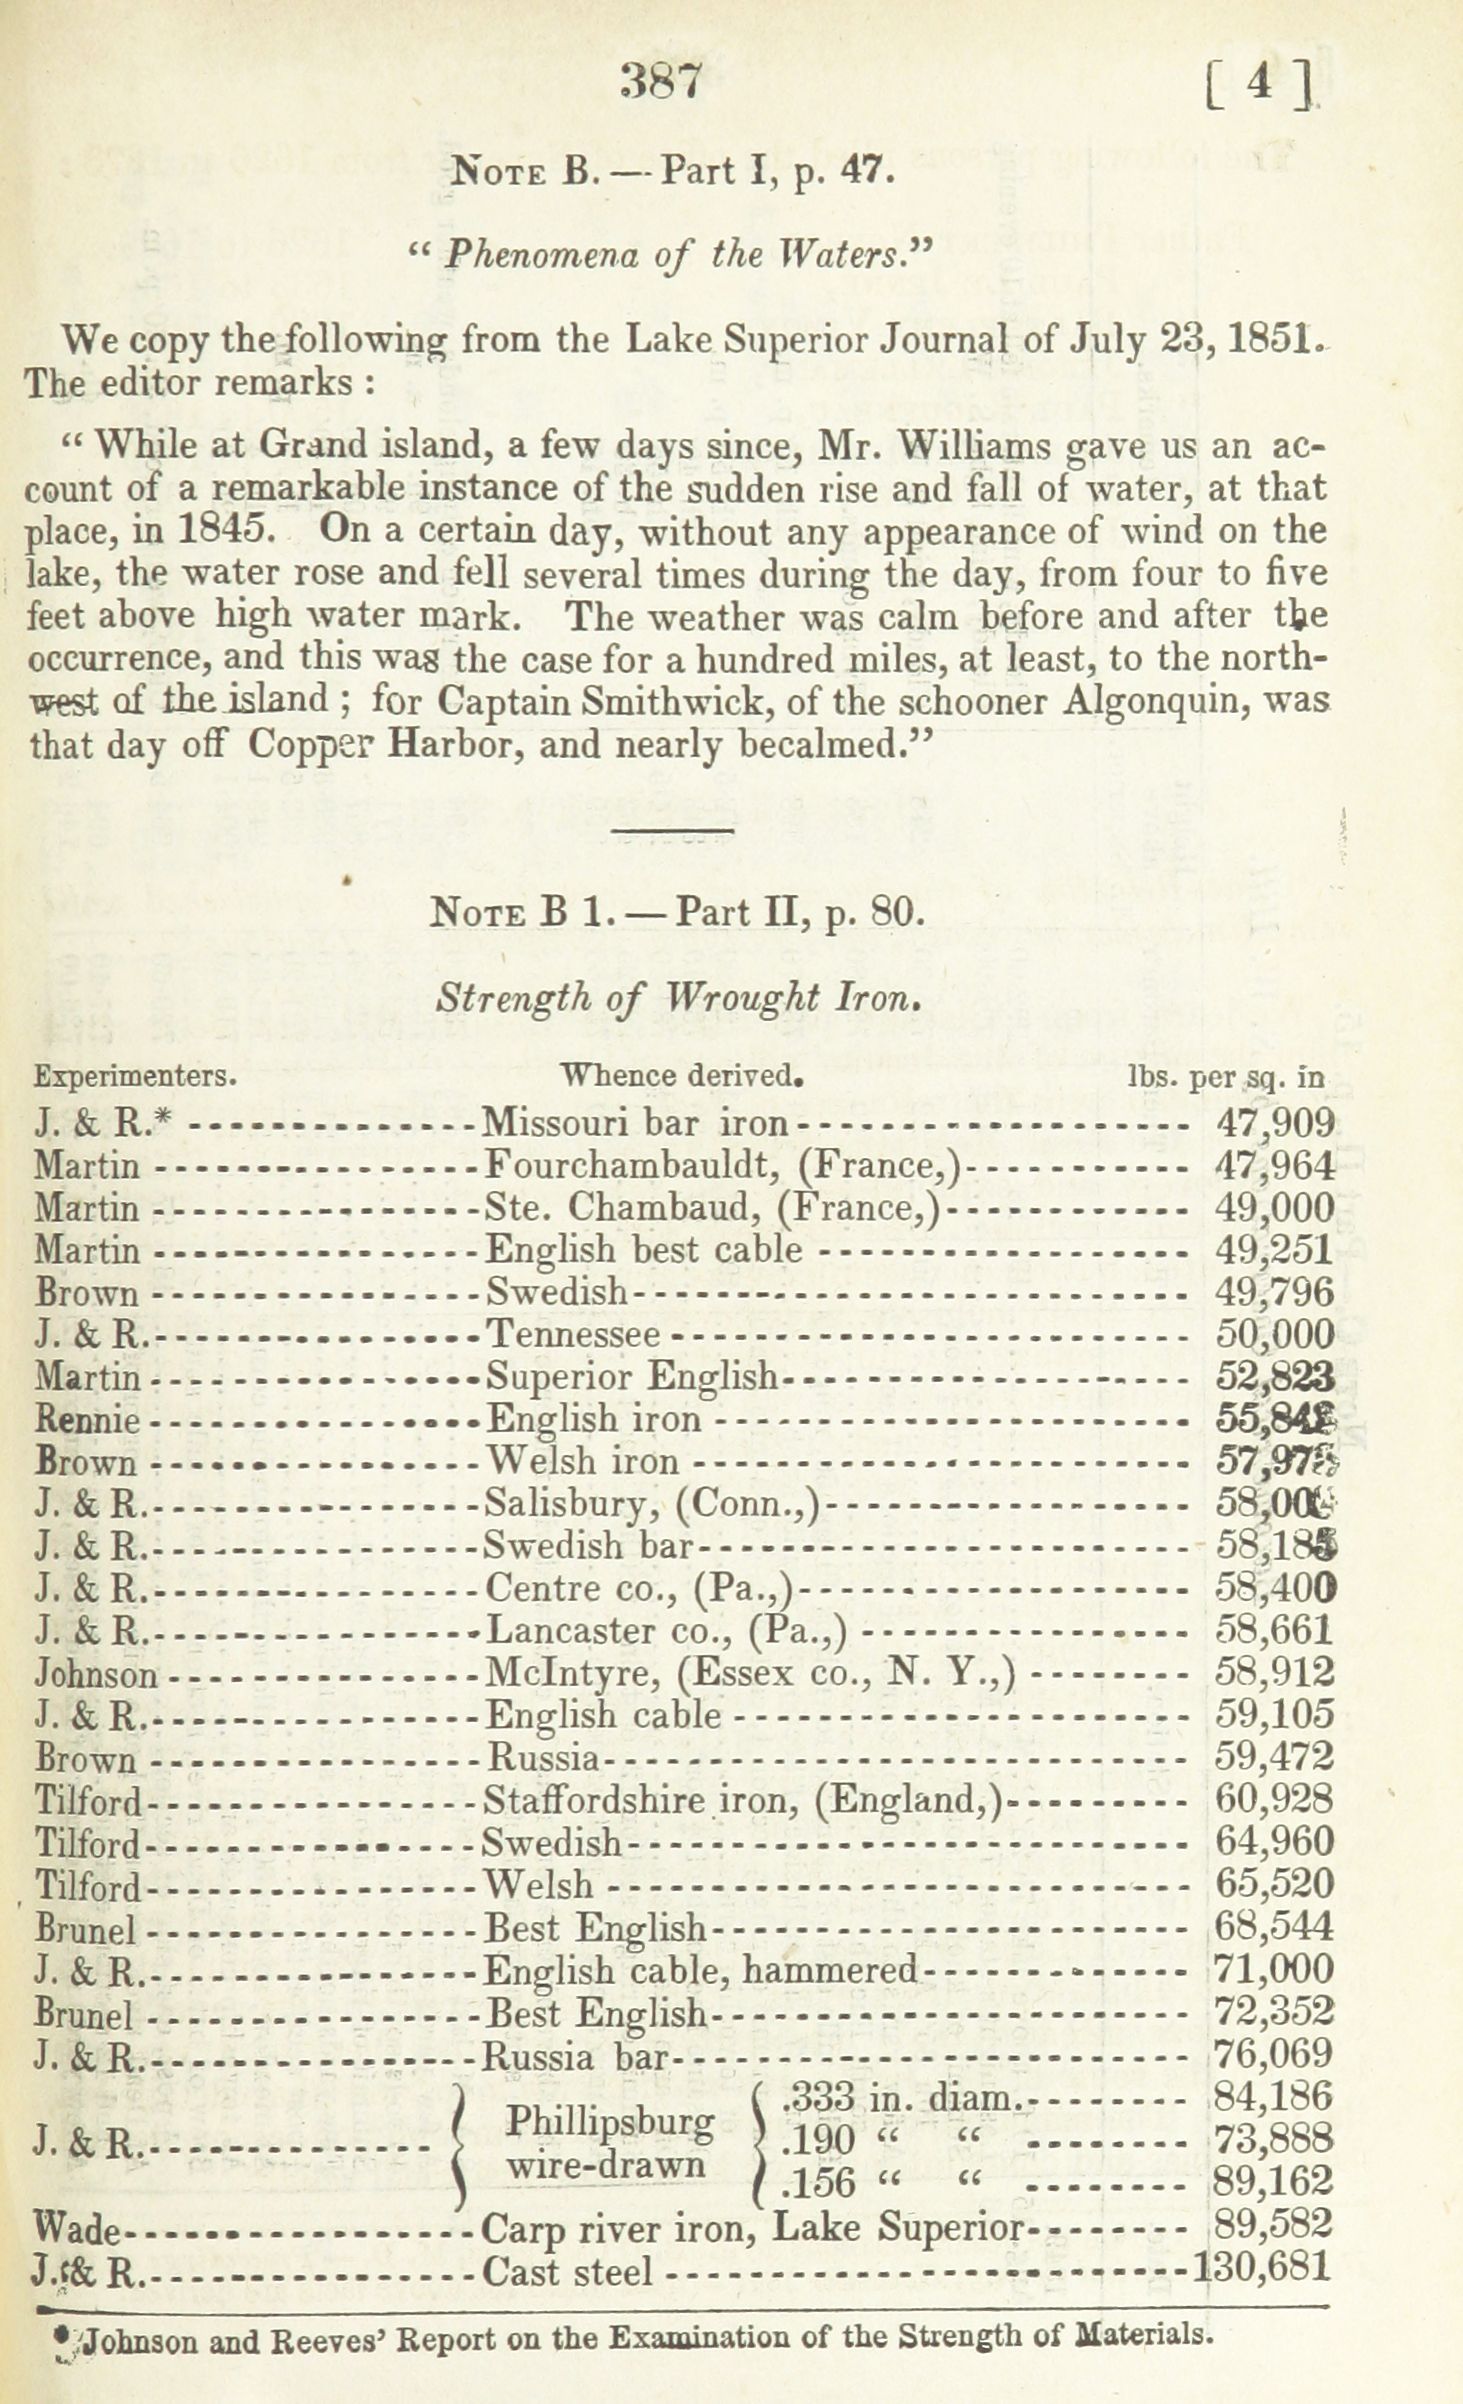 387 [ 4 ]
NOTE B. — Part I, p. 47.
“ Phenomena of the Waters.”
We copy the following from the Lake Superior Journal of July 23, 1851.
The editor remarks :
“ While at Grand island, a few days since, Mr. Williams gave us an ac-
count of a remarkable instance of the sudden rise and fall of water, at that
place, in 1845. On a certain day, without any appearance of wind on the
lake, the water rose and fell several times during the day, from four to five
feet above high water mark. The weather was calm before and after the
occurrence, and this was the case for a hundred miles, at least, to the north-
west of the island ; for Captain Smithwick, of the schooner Algonquin, was
that day off Copper Harbor, and nearly becalmed.”
NOTE B 1. — Part II, p. 80.
Strength of Wrought Iron.
Experimenters. Whence derived. lbs. per sq. in
J. & R.* Missouri bar iron 47,909
Martin Fourchambauldt, (France,) 47,964
Martin Ste. Chambaud, (France,) 49,000
Martin English best cable 49,251
Brown Swedish 49,796
J. & R. Tennessee 50,000
Martin Superior English 52,823
Rennie English iron
Brown Welsh iron
J. & R. Salisbury, (Conn.,) 58,000
J. & R. Swedish bar 58,185
J. & R. Centre co., (Pa.,) 58,400
J. & R. Lancaster co., (Pa.,) 58,661
Johnson McIntyre, (Essex co., N. Y.,) 58,912
J. & R. English cable 59,105
Brown Russia 59,472
Tilford Staffordshire iron, (England,) 60,928
Tilford Swedish 64,960
Tilford Welsh 65,520
Brunel Best English 68,544
J. & R. English cable, hammered 71,000
Brunel Best English 72,352
J. & R. Russia bar 76,069
J. & R. Phillipsburg wire-drawn .333 in. diam. 84,186
.190 “ “ 73,888
.156 “ “ 89,162
Wade Carp river iron, Lake Superior 89,582
J. & R. Cast steel 130,681
* Johnson and Reeves’ Report on the Examination of the Strength of Materials.